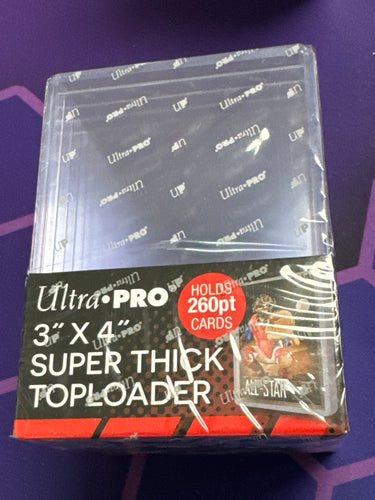 Ultra•PRO®
3" X 4"
SUPER THICK
TOPLOADER
HOLDS
260pt
CARDS
ALL-STAR